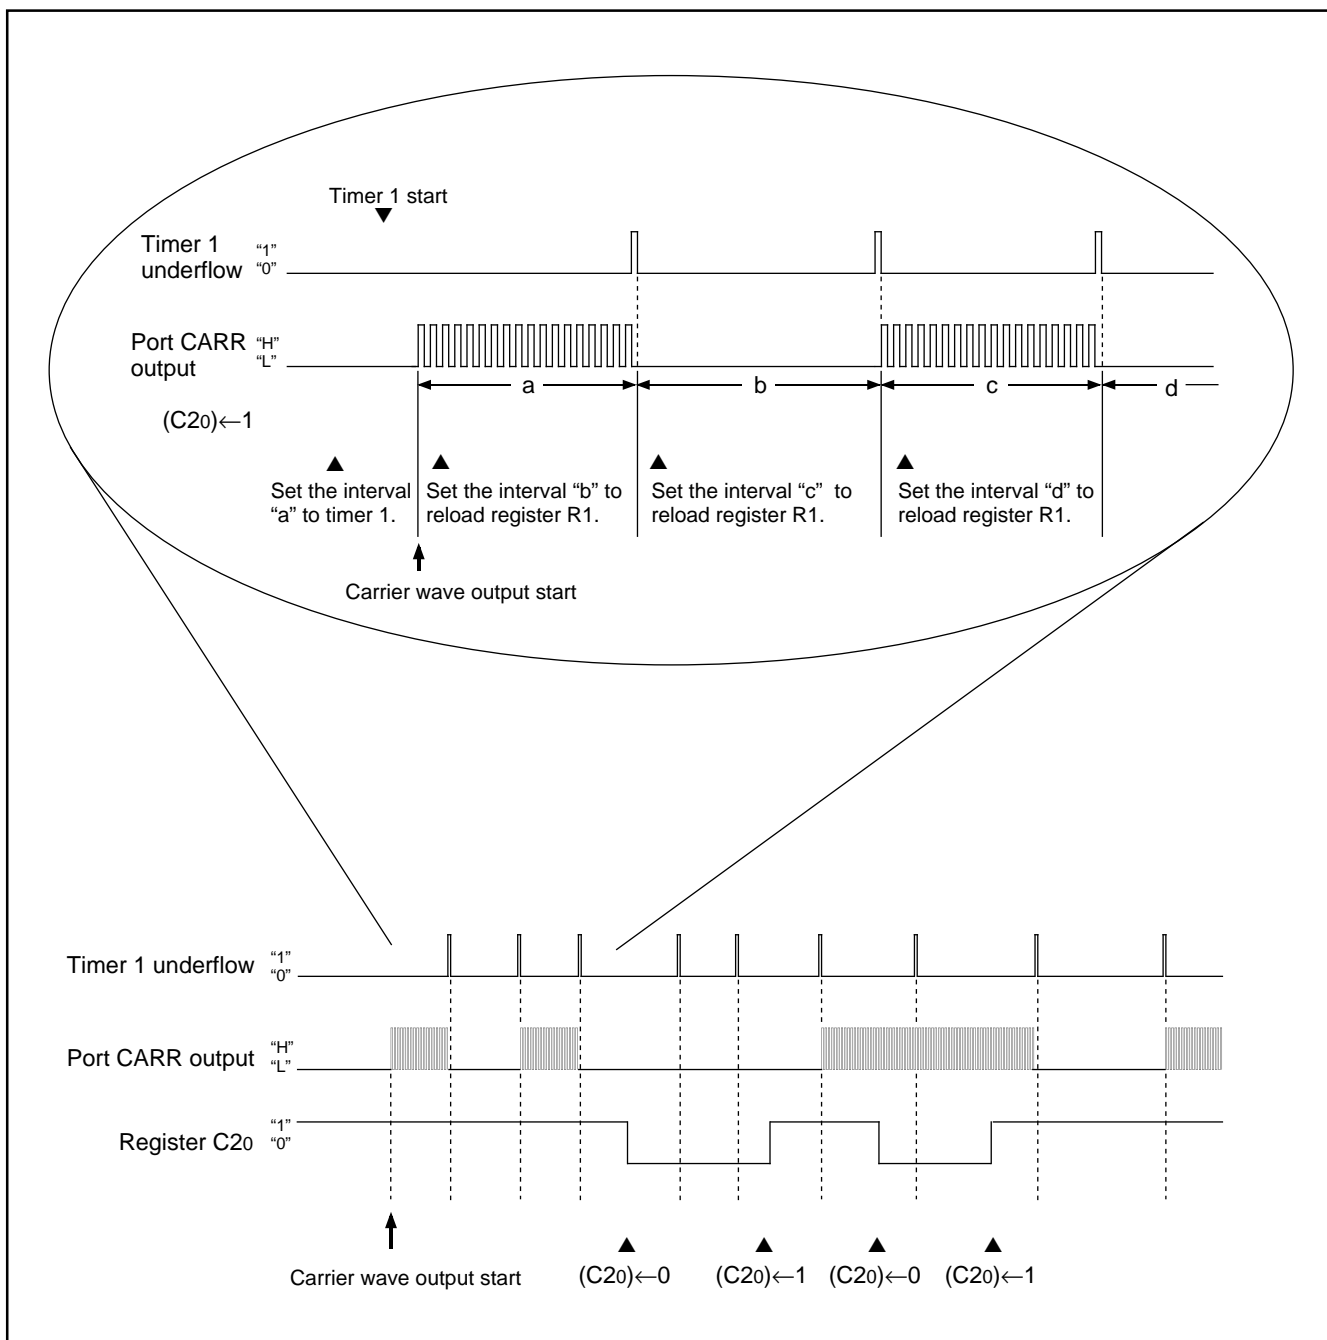 Timer 1 start
Timer 1
underflow
“1”
“0”
Port CARR
output
“H”
“L”
a
b
c
d
(C20)←1
Set the interval
“a” to timer 1.
Set the interval “b” to
reload register R1.
Set the interval “c” to
reload register R1.
Set the interval “d” to
reload register R1.
Carrier wave output start
Timer 1 underflow
“1”
“0”
Port CARR output
“H”
“L”
Register C20
“1”
“0”
Carrier wave output start
(C20)←0
(C20)←1
(C20)←0
(C20)←1